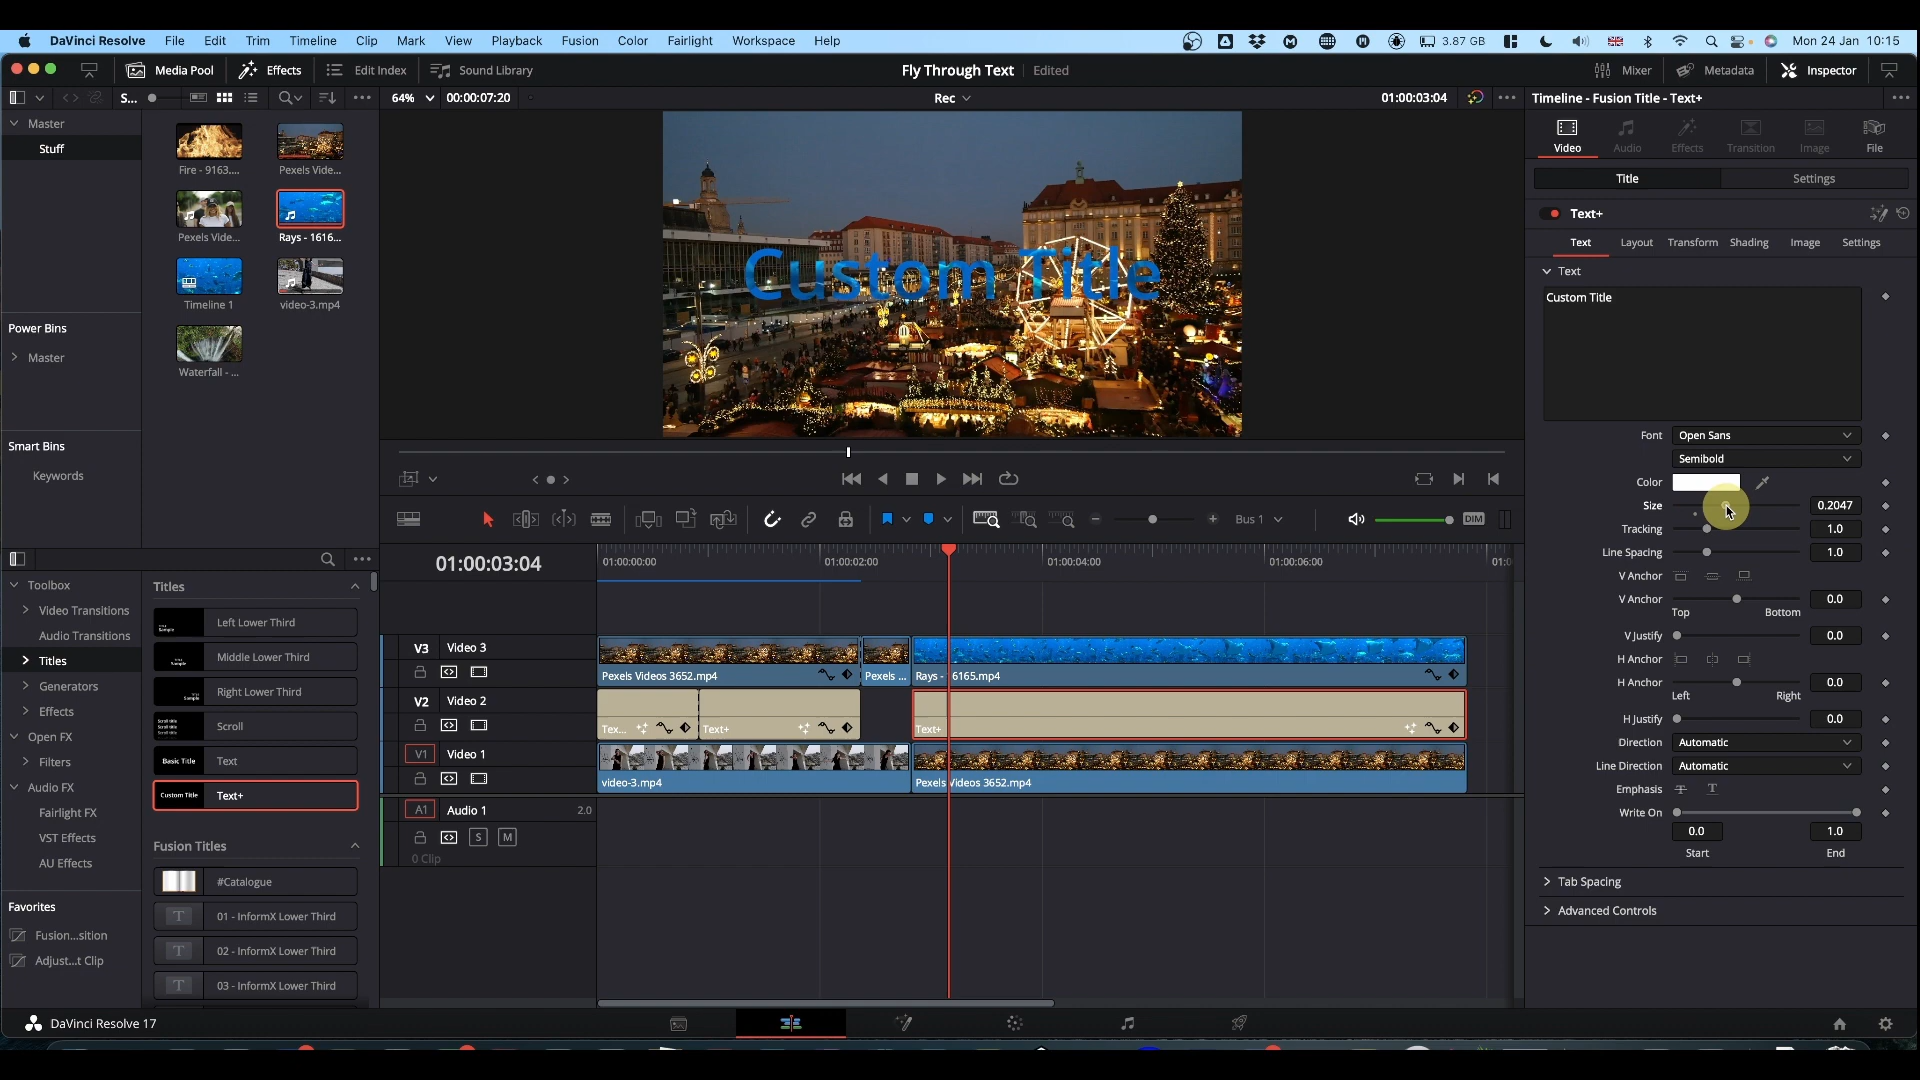 DaVinci Resolve File Edit Trim Timeline Clip Mark View Playback Fusion Color Fairlight Workspace Help 3.87 GB Mon 24 Jan 10:15
Media Pool Effects Edit Index Sound Library Fly Through Text Edited Mixer Metadata Inspector
S... 64% 00:00:07:20 Rec 01:00:03:04 Timeline - Fusion Title - Text+
Master
Stuff
Fire - 9163.... Pexels Vide...
Pexels Vide... Rays - 1616...
Timeline 1 video-3.mp4
Waterfall - ...
Power Bins
Master
Smart Bins
Keywords
Custom Title
Video Audio Effects Transition Image File
Title Settings
Text+
Text Layout Transform Shading Image Settings
Text
Custom Title
Font Open Sans
Semibold
Color
Size 0.2047
Tracking 1.0
Line Spacing 1.0
V Anchor
V Anchor 0.0
Top Bottom
V Justify 0.0
H Anchor
H Anchor 0.0
Left Right
H Justify 0.0
Direction Automatic
Line Direction Automatic
Emphasis T T
Write On
0.0 1.0
Start End
Tab Spacing
Advanced Controls
Bus 1 DIM
01:00:03:04 01:00:00:00 01:00:02:00 01:00:04:00 01:00:06:00 01:0
V3 Video 3
Pexels Videos 3652.mp4 Pexels ... Rays - 6165.mp4
V2 Video 2
Tex... Text+ Text+
V1 Video 1
video-3.mp4 Pexels Videos 3652.mp4
A1 Audio 1 2.0
S M
0 Clip
Toolbox
Video Transitions
Audio Transitions
Titles
Generators
Effects
Open FX
Filters
Audio FX
Fairlight FX
VST Effects
AU Effects
Favorites
Fusion...sition
Adjust...t Clip
Titles
Left Lower Third
Middle Lower Third
Right Lower Third
Scroll
Basic Title Text
Custom Title Text+
Fusion Titles
#Catalogue
T 01 - InformX Lower Third
T 02 - InformX Lower Third
T 03 - InformX Lower Third
DaVinci Resolve 17